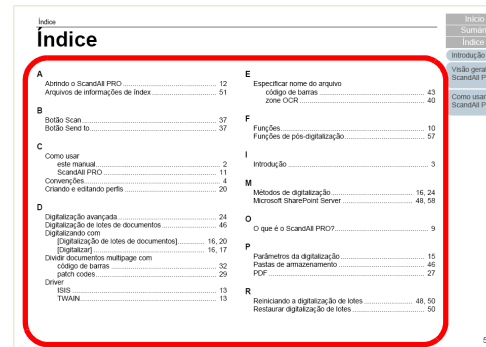 Índice
Índice
A
Abrindo o ScandAll PRO ... 12
Arquivos de informações de índex ... 51
B
Botão Scan ... 37
Botão Send to ... 37
C
Como usar
este manual ... 2
ScandAll PRO ... 11
Convenções ... 4
Criando e editando perfis ... 20
D
Digitalização avançada ... 24
Digitalização de lotes de documentos ... 46
Digitalizando com
[Digitalização de lotes de documentos] ... 16, 20
[Digitalizar] ... 16, 17
Dividir documentos multipage com
código de barras ... 32
patch codes ... 29
Driver
ISIS ... 13
TWAIN ... 13
E
Especificar nome do arquivo
código de barras ... 43
zone OCR ... 40
F
Funções ... 10
Funções de pós-digitalização ... 57
I
Introdução ... 3
M
Métodos de digitalização ... 16, 24
Microsoft SharePoint Server ... 48, 58
O
O que é o ScandAll PRO? ... 9
P
Parâmetros da digitalização ... 15
Pastas de armazenamento ... 46
PDF ... 27
R
Reiniciando a digitalização de lotes ... 48, 50
Restaurar digitalização de lotes ... 50
Início
Sumár
Índice
Introdução
Visão geral
ScandAll P
Como usar
ScandAll P
5